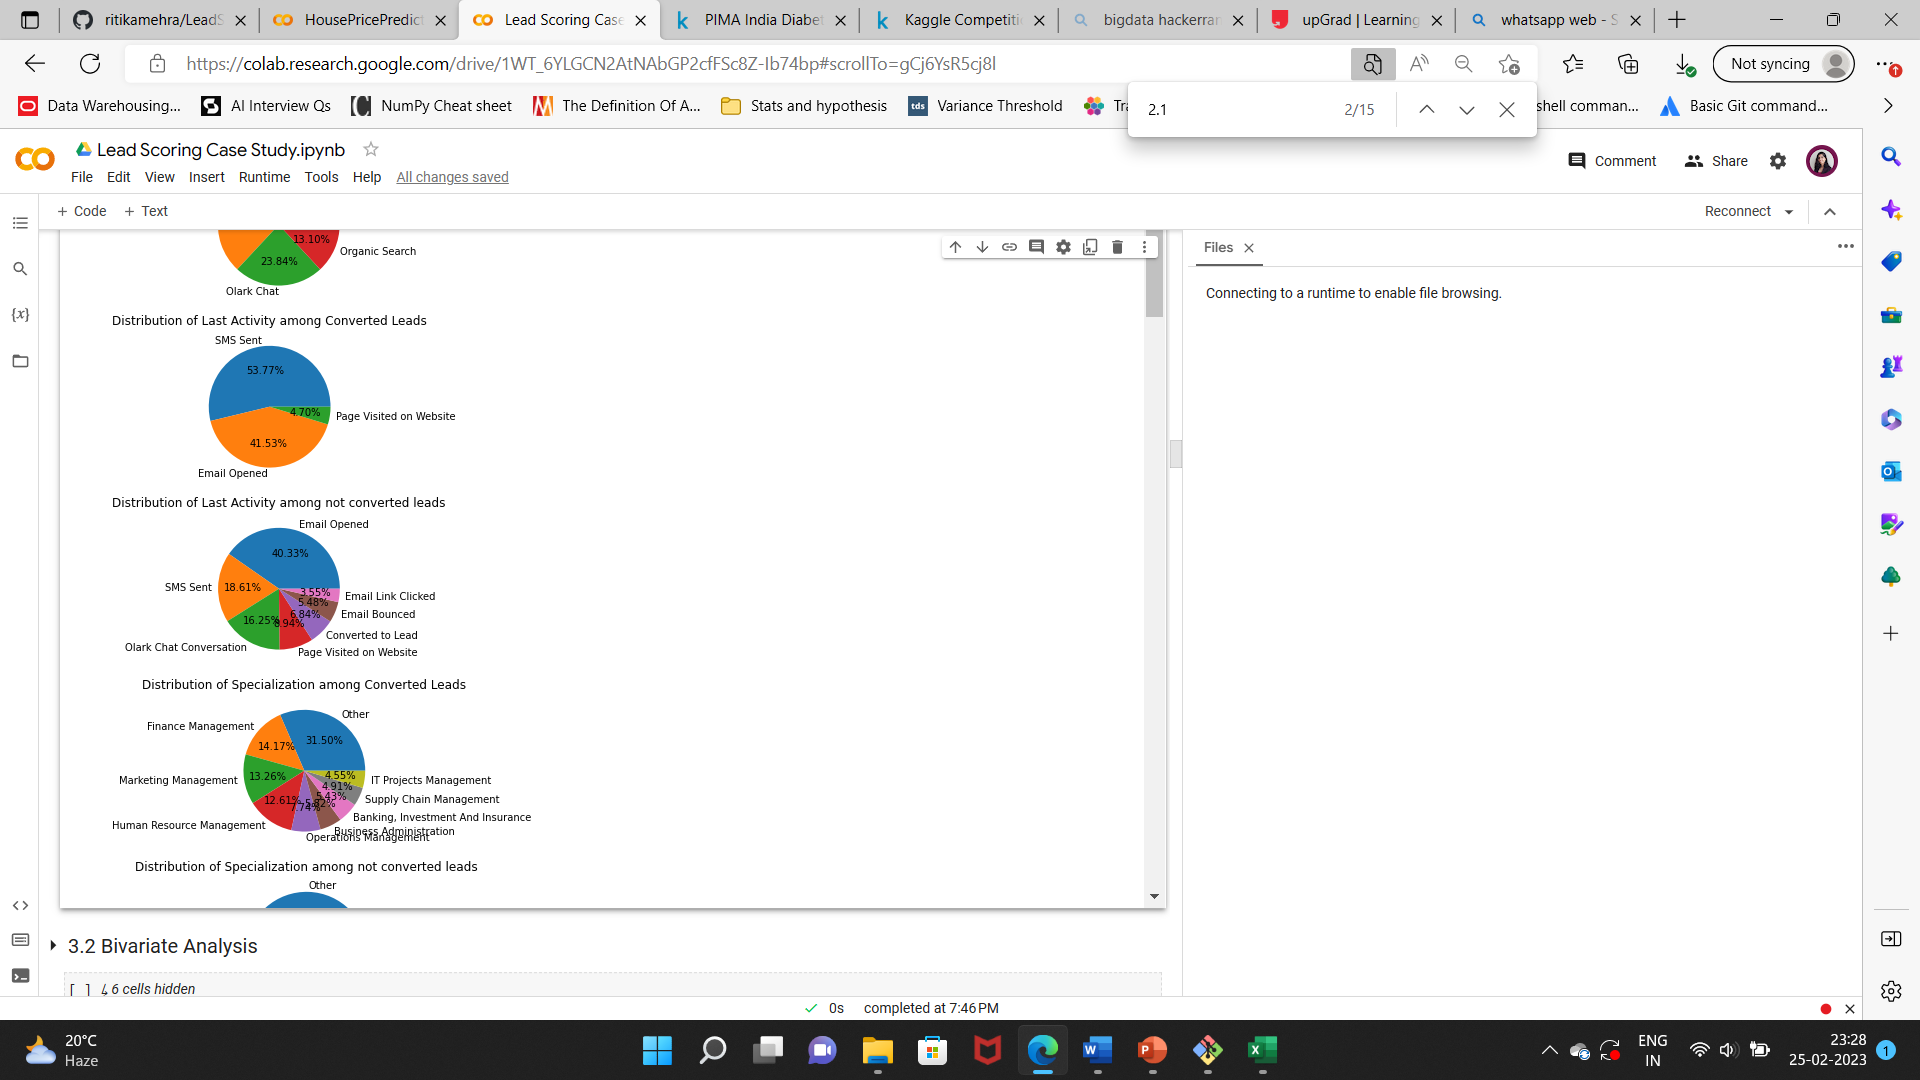 ritikamehra/LeadS
HousePricePredict
Lead Scoring Case
PIMA India Diabet
Kaggle Competiti
bigdata hackerran
upGrad | Learning
whatsapp web - S
https://colab.research.google.com/drive/1WT_6YLGCN2AtNAbGP2cfFSc8Z-Ib74bp#scrollTo=gCj6YsR5cj8l
Not syncing
Data Warehousing...
AI Interview Qs
NumPy Cheat sheet
The Definition Of A...
Stats and hypothesis
tds Variance Threshold
Tra
shell comman...
Basic Git command...
2.1
2/15
Lead Scoring Case Study.ipynb
File Edit View Insert Runtime Tools Help All changes saved
Comment
Share
+ Code + Text
Reconnect
Files
Connecting to a runtime to enable file browsing.
{x}
13.10%
Organic Search
23.84%
Olark Chat
Distribution of Last Activity among Converted Leads
SMS Sent
53.77%
4.70%
Page Visited on Website
41.53%
Email Opened
Distribution of Last Activity among not converted leads
Email Opened
40.33%
SMS Sent
18.61%
3.55%
Email Link Clicked
5.48%
Email Bounced
6.84%
16.25%
8.94%
Converted to Lead
Olark Chat Conversation
Page Visited on Website
Distribution of Specialization among Converted Leads
Other
Finance Management
31.50%
14.17%
Marketing Management
13.26%
4.55%
IT Projects Management
4.91%
5.43%
Supply Chain Management
12.61%
5.82%
7.74%
Banking, Investment And Insurance
Human Resource Management
Business Administration
Operations Management
Distribution of Specialization among not converted leads
Other
3.2 Bivariate Analysis
[ ] ↳ 6 cells hidden
0s completed at 7:46 PM
20°C
Haze
ENG
IN
23:28
25-02-2023
1